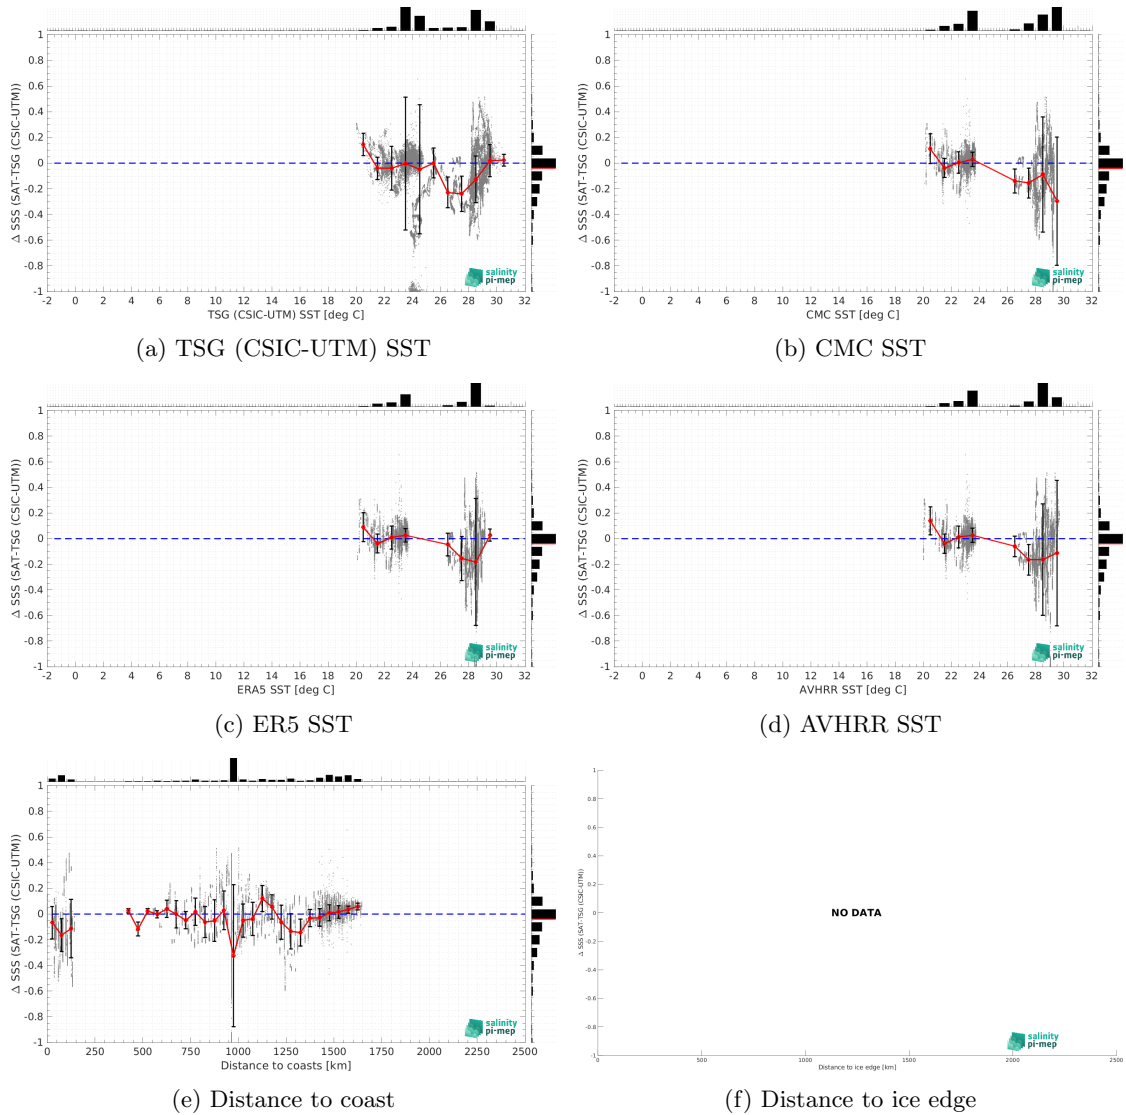 1
0.8
0.6
0.4
0.2
0
-0.2
-0.4
-0.6
-0.8
-1
Δ SSS (SAT-TSG (CSIC-UTM))
-2 0 2 4 6 8 10 12 14 16 18 20 22 24 26 28 30 32
TSG (CSIC-UTM) SST [deg C]
salinity
pi-mep
(a) TSG (CSIC-UTM) SST
1
0.8
0.6
0.4
0.2
0
-0.2
-0.4
-0.6
-0.8
-1
Δ SSS (SAT-TSG (CSIC-UTM))
-2 0 2 4 6 8 10 12 14 16 18 20 22 24 26 28 30 32
CMC SST [deg C]
salinity
pi-mep
(b) CMC SST
1
0.8
0.6
0.4
0.2
0
-0.2
-0.4
-0.6
-0.8
-1
Δ SSS (SAT-TSG (CSIC-UTM))
-2 0 2 4 6 8 10 12 14 16 18 20 22 24 26 28 30 32
ERA5 SST [deg C]
salinity
pi-mep
(c) ER5 SST
1
0.8
0.6
0.4
0.2
0
-0.2
-0.4
-0.6
-0.8
-1
Δ SSS (SAT-TSG (CSIC-UTM))
-2 0 2 4 6 8 10 12 14 16 18 20 22 24 26 28 30 32
AVHRR SST [deg C]
salinity
pi-mep
(d) AVHRR SST
1
0.8
0.6
0.4
0.2
0
-0.2
-0.4
-0.6
-0.8
-1
Δ SSS (SAT-TSG (CSIC-UTM))
0 250 500 750 1000 1250 1500 1750 2000 2250 2500
Distance to coasts [km]
salinity
pi-mep
(e) Distance to coast
1
0.8
0.6
0.4
0.2
0
-0.2
-0.4
-0.6
-0.8
-1
Δ SSS (SAT-TSG (CSIC-UTM))
NO DATA
0 500 1000 1500 2000 2500
Distance to ice edge [km]
salinity
pi-mep
(f) Distance to ice edge